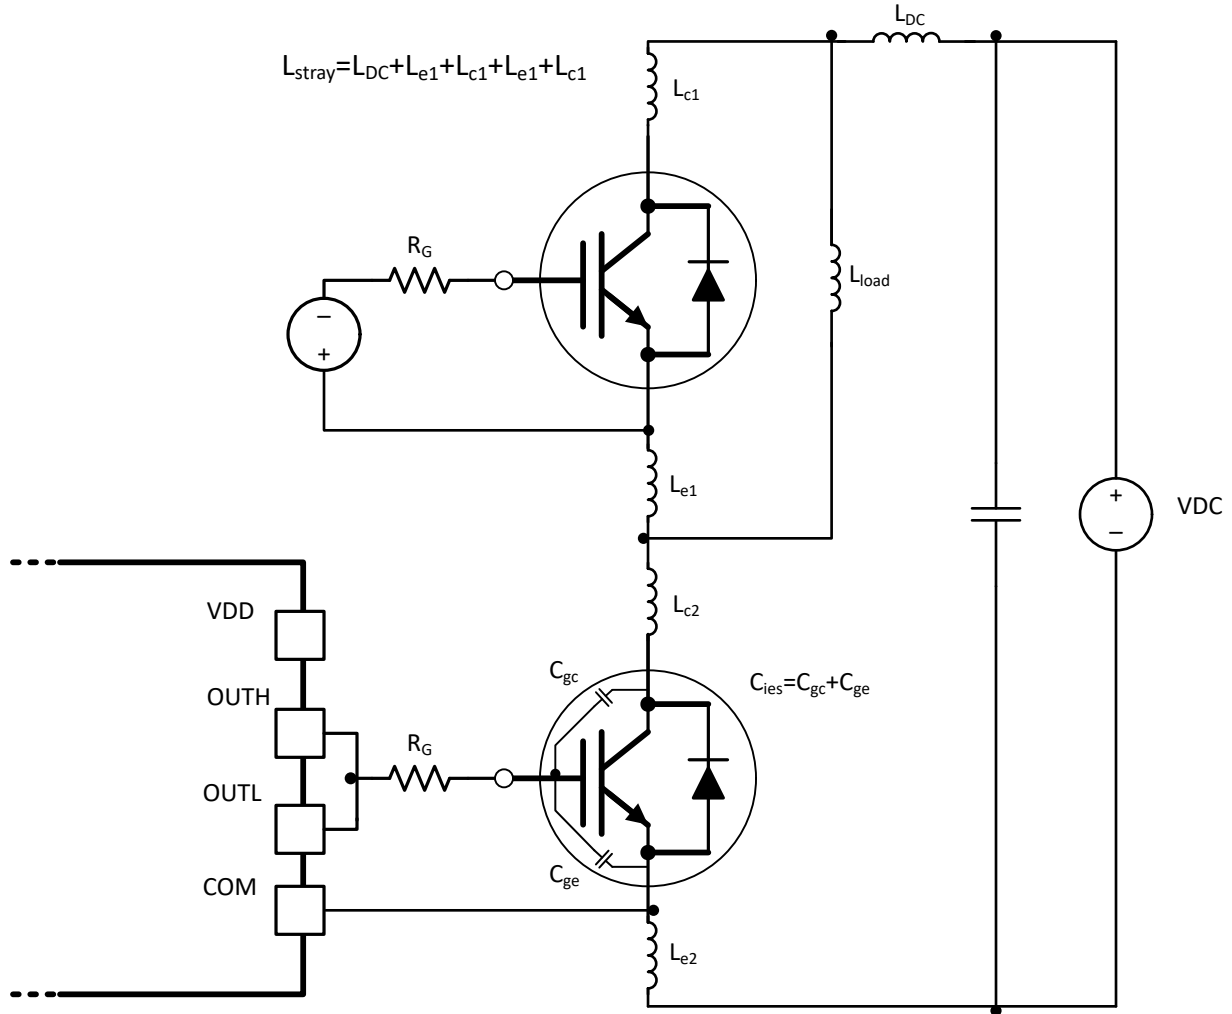 L_DC
L_stray=L_DC+L_e1+L_c1+L_e1+L_c1
L_c1
R_G
L_load
−
+
L_e1
+
−
VDC
L_c2
VDD
C_gc
C_ies=C_gc+C_ge
OUTH
R_G
OUTL
C_ge
COM
L_e2